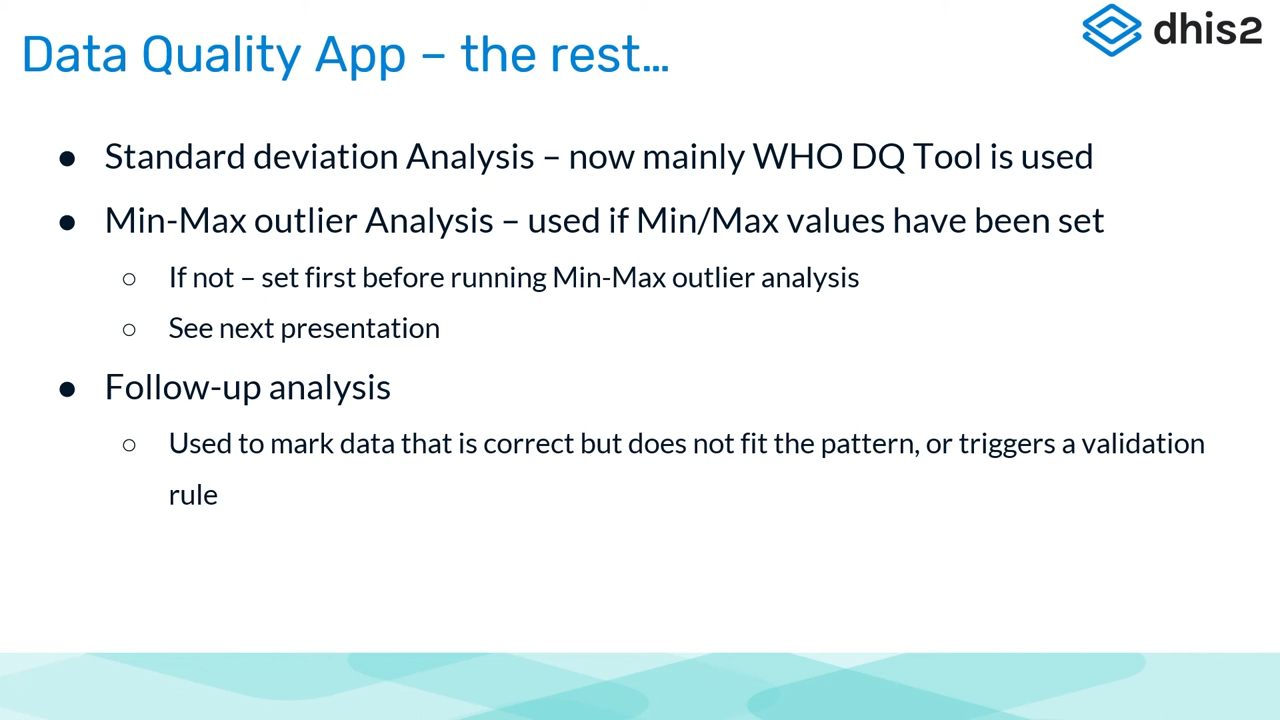 Data Quality App – the rest...
dhis2
● Standard deviation Analysis – now mainly WHO DQ Tool is used
● Min-Max outlier Analysis – used if Min/Max values have been set
○ If not – set first before running Min-Max outlier analysis
○ See next presentation
● Follow-up analysis
○ Used to mark data that is correct but does not fit the pattern, or triggers a validation
rule